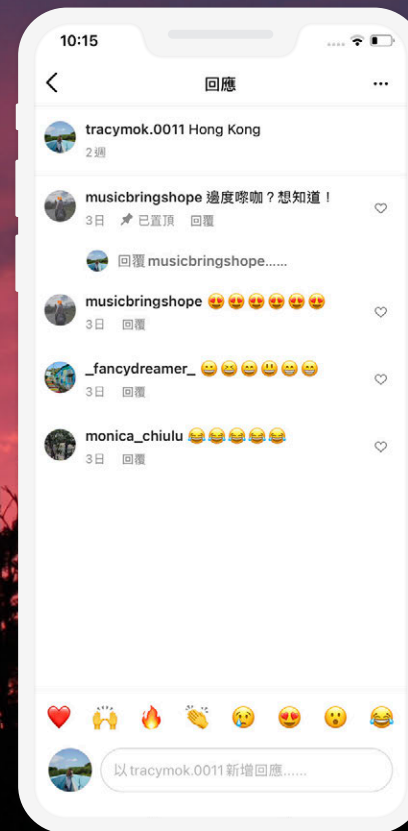 10:15
回應
tracymok.0011 Hong Kong
2週
musicbringshope 邊度嚟咖？想知道！
3日 已置頂 回覆
回覆 musicbringshope......
musicbringshope 😍😍😍😍😍😍
3日 回覆
_fancydreamer_ 😄😆😄😃😁😁
3日 回覆
monica_chiulu 😂😂😂😂😂
3日 回覆
❤️🙌🔥👏😢😍😮😂
以 tracymok.0011 新增回應......